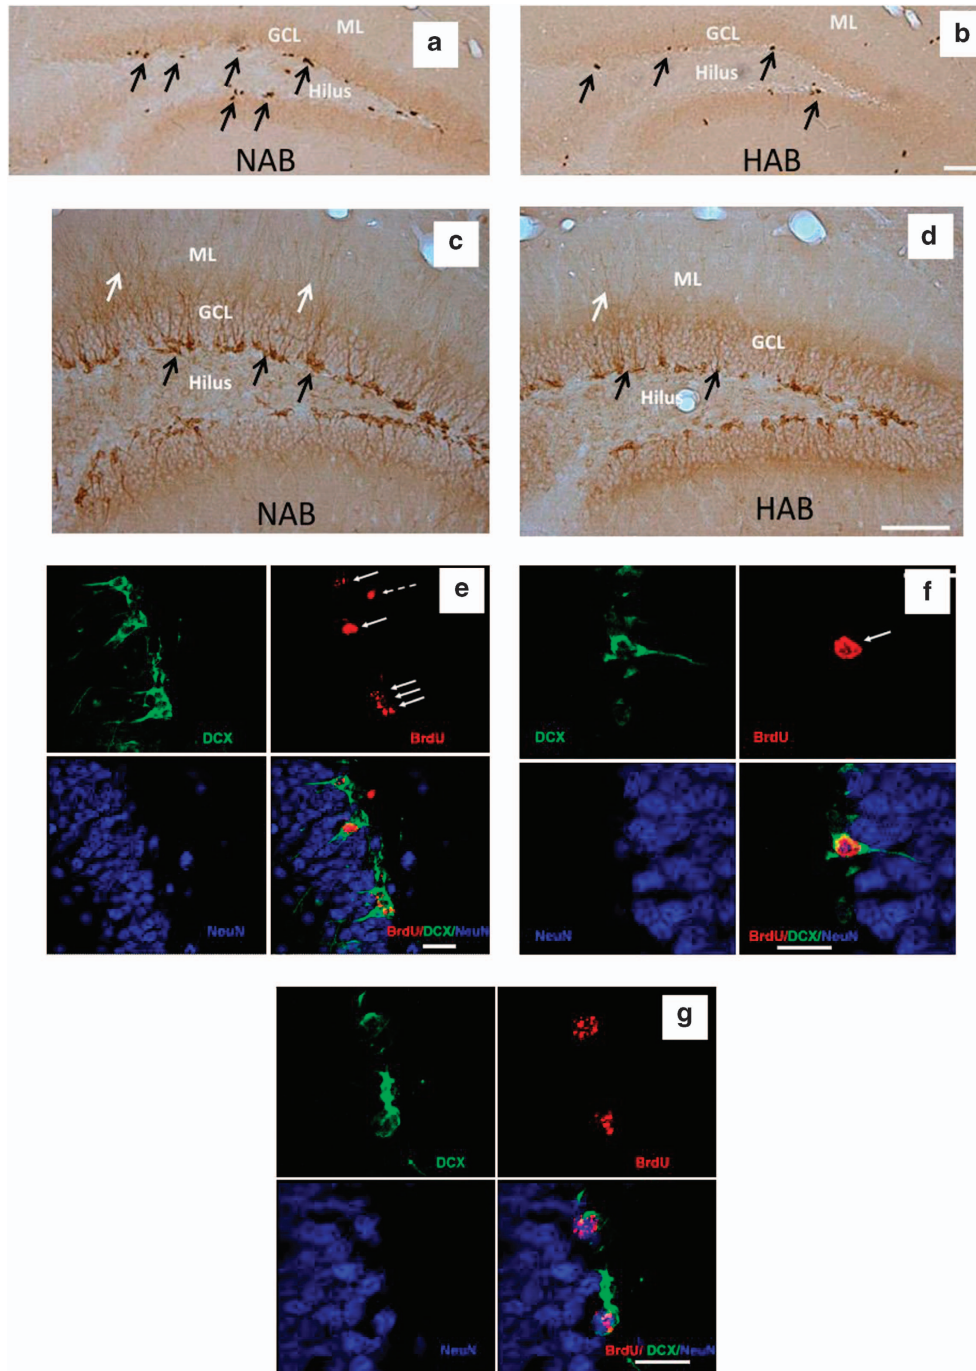 a
GCL
ML
Hilus
NAB
b
GCL
ML
Hilus
HAB
c
ML
GCL
Hilus
NAB
d
ML
GCL
Hilus
HAB
e
DCX
BrdU
NeuN
BrdU/DCX/NeuN
f
DCX
BrdU
NeuN
BrdU/DCX/NeuN
g
DCX
BrdU
NeuN
BrdU/ DCX/NeuN